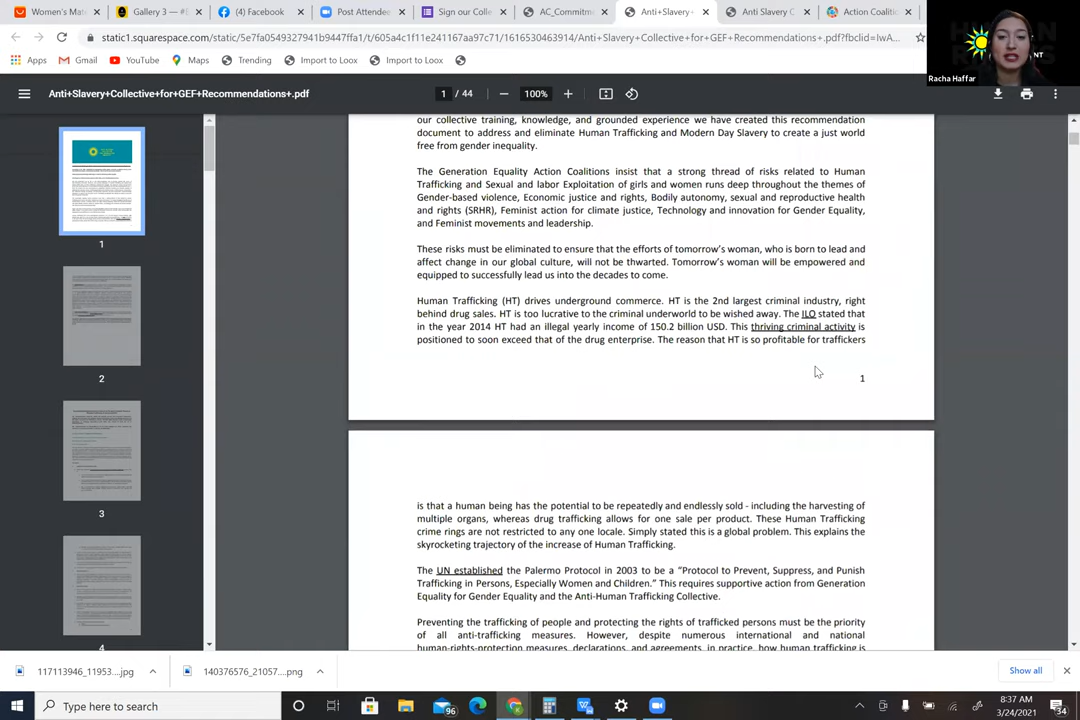 Women's Mate
Gallery 3 — #E
(4) Facebook
Post Attendee
Sign our Colle
AC_Commitm
Anti+Slavery+
Anti Slavery C
Action Coaliti
static1.squarespace.com/static/5e7fa0549327941b9447ffa1/t/605a4c1f11e241167aa97c71/1616530463914/Anti+Slavery+Collective+for+GEF+Recommendations+.pdf?fbclid=IwA
Apps
Gmail
YouTube
Maps
Trending
Import to Loox
Import to Loox
NT
Racha Haffar
Anti+Slavery+Collective+for+GEF+Recommendations+.pdf
1 / 44
100%
our collective training, knowledge, and grounded experience we have created this recommendation
document to address and eliminate Human Trafficking and Modern Day Slavery to create a just world
free from gender inequality.
The Generation Equality Action Coalitions insist that a strong thread of risks related to Human
Trafficking and Sexual and labor Exploitation of girls and women runs deep throughout the themes of
Gender-based violence, Economic justice and rights, Bodily autonomy, sexual and reproductive health
and rights (SRHR), Feminist action for climate justice, Technology and innovation for Gender Equality,
and Feminist movements and leadership.
These risks must be eliminated to ensure that the efforts of tomorrow's woman, who is born to lead and
affect change in our global culture, will not be thwarted. Tomorrow's woman will be empowered and
equipped to successfully lead us into the decades to come.
Human Trafficking (HT) drives underground commerce. HT is the 2nd largest criminal industry, right
behind drug sales. HT is too lucrative to the criminal underworld to be wished away. The ILO stated that
in the year 2014 HT had an illegal yearly income of 150.2 billion USD. This thriving criminal activity is
positioned to soon exceed that of the drug enterprise. The reason that HT is so profitable for traffickers
1
is that a human being has the potential to be repeatedly and endlessly sold - including the harvesting of
multiple organs, whereas drug trafficking allows for one sale per product. These Human Trafficking
crime rings are not restricted to any one locale. Simply stated this is a global problem. This explains the
skyrocketing trajectory of the increase of Human Trafficking.
The UN established the Palermo Protocol in 2003 to be a "Protocol to Prevent, Suppress, and Punish
Trafficking in Persons, Especially Women and Children." This requires supportive action from Generation
Equality for Gender Equality and the Anti-Human Trafficking Collective.
Preventing the trafficking of people and protecting the rights of trafficked persons must be the priority
of all anti-trafficking measures. However, despite numerous international and national
human-rights-protection measures, declarations, and agreements, in practice, how human trafficking is
1
2
3
4
117113946_11953....jpg
140376576_21057....png
Show all
Type here to search
96
8:37 AM
3/24/2021
34